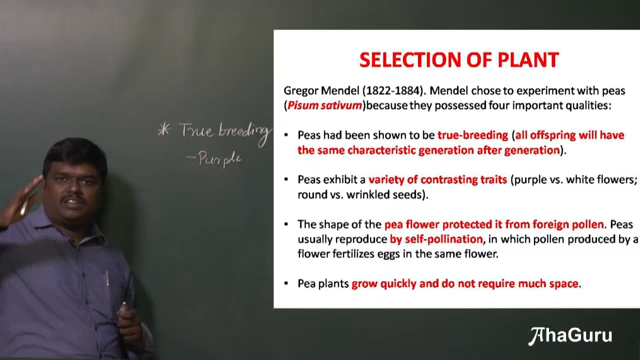 SELECTION OF PLANT
Gregor Mendel (1822-1884). Mendel chose to experiment with peas
(Pisum sativum)because they possessed four important qualities:
• Peas had been shown to be true-breeding (all offspring will have
the same characteristic generation after generation).
• Peas exhibit a variety of contrasting traits (purple vs. white flowers;
round vs. wrinkled seeds).
• The shape of the pea flower protected it from foreign pollen. Peas
usually reproduce by self-pollination, in which pollen produced by a
flower fertilizes eggs in the same flower.
• Pea plants grow quickly and do not require much space.
* True breeding
- Purple
AhaGuru